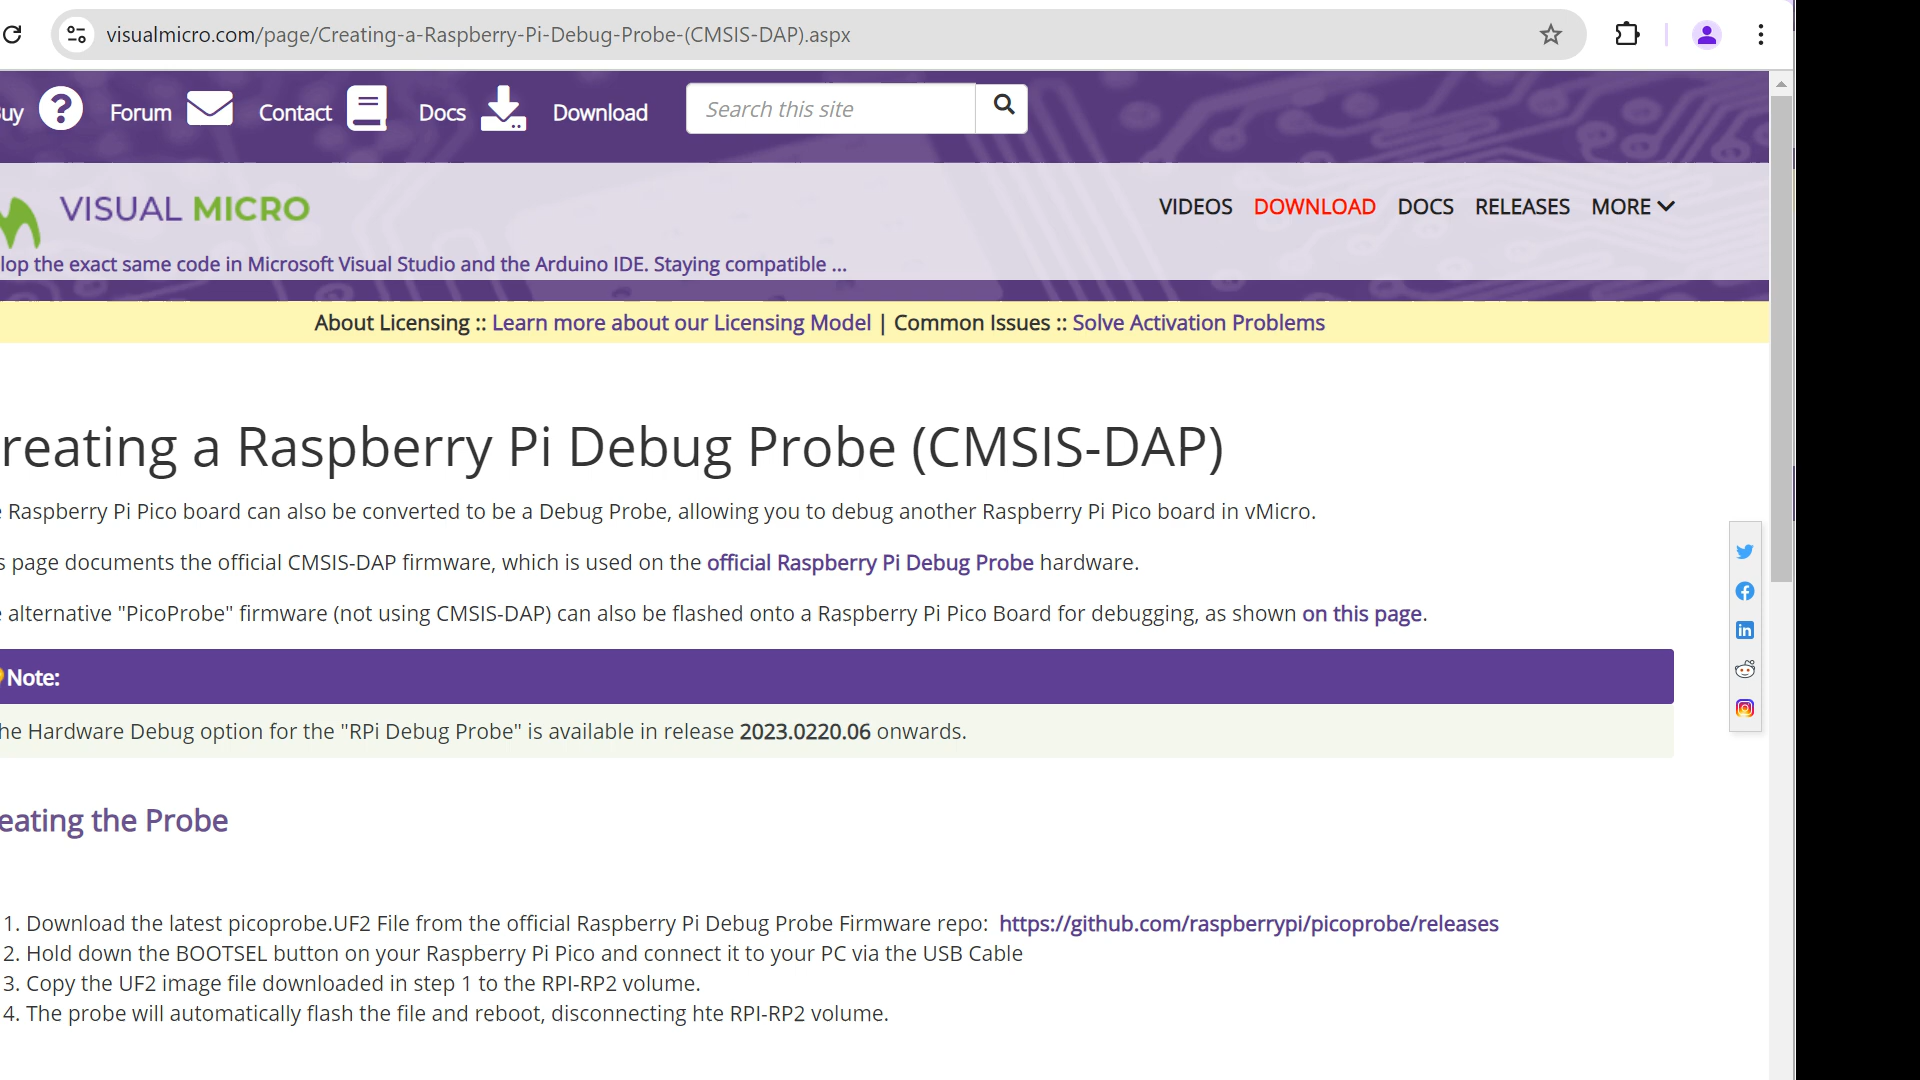 visualmicro.com/page/Creating-a-Raspberry-Pi-Debug-Probe-(CMSIS-DAP).aspx
uy Forum Contact Docs Download Search this site
VISUAL MICRO
VIDEOS DOWNLOAD DOCS RELEASES MORE
lop the exact same code in Microsoft Visual Studio and the Arduino IDE. Staying compatible ...
About Licensing :: Learn more about our Licensing Model | Common Issues :: Solve Activation Problems
reating a Raspberry Pi Debug Probe (CMSIS-DAP)
Raspberry Pi Pico board can also be converted to be a Debug Probe, allowing you to debug another Raspberry Pi Pico board in vMicro.
s page documents the official CMSIS-DAP firmware, which is used on the official Raspberry Pi Debug Probe hardware.
alternative "PicoProbe" firmware (not using CMSIS-DAP) can also be flashed onto a Raspberry Pi Pico Board for debugging, as shown on this page.
Note:
he Hardware Debug option for the "RPi Debug Probe" is available in release 2023.0220.06 onwards.
eating the Probe
1. Download the latest picoprobe.UF2 File from the official Raspberry Pi Debug Probe Firmware repo: https://github.com/raspberrypi/picoprobe/releases
2. Hold down the BOOTSEL button on your Raspberry Pi Pico and connect it to your PC via the USB Cable
3. Copy the UF2 image file downloaded in step 1 to the RPI-RP2 volume.
4. The probe will automatically flash the file and reboot, disconnecting hte RPI-RP2 volume.